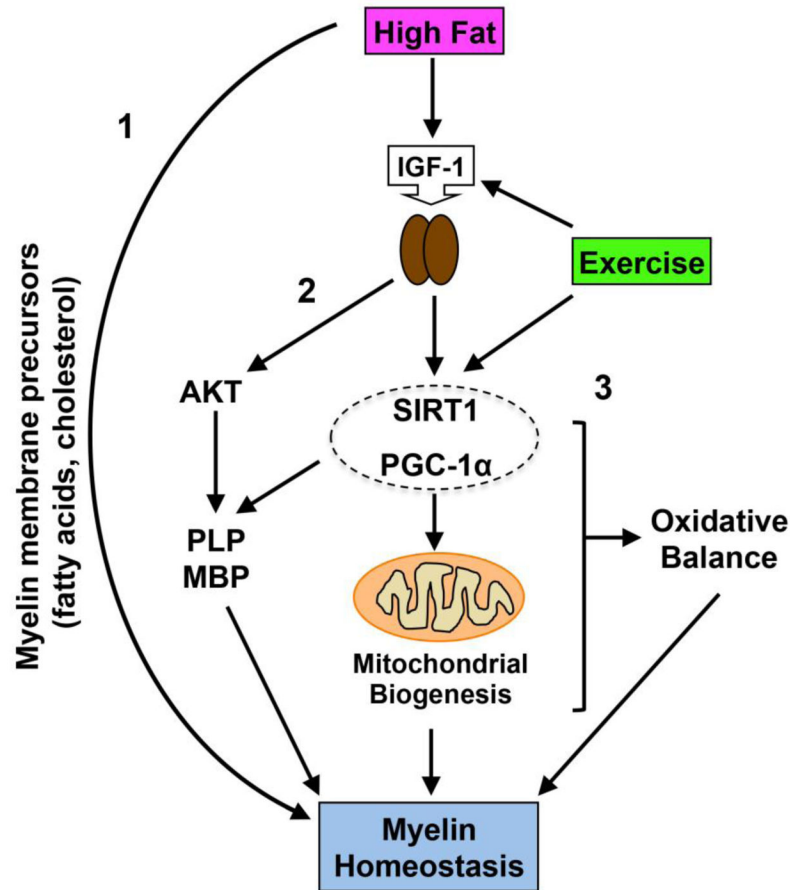 High Fat
1
IGF-1
Exercise
2
Myelin membrane precursors
(fatty acids, cholesterol)
AKT
SIRT1
PGC-1α
3
PLP
MBP
Oxidative
Balance
Mitochondrial
Biogenesis
Myelin
Homeostasis